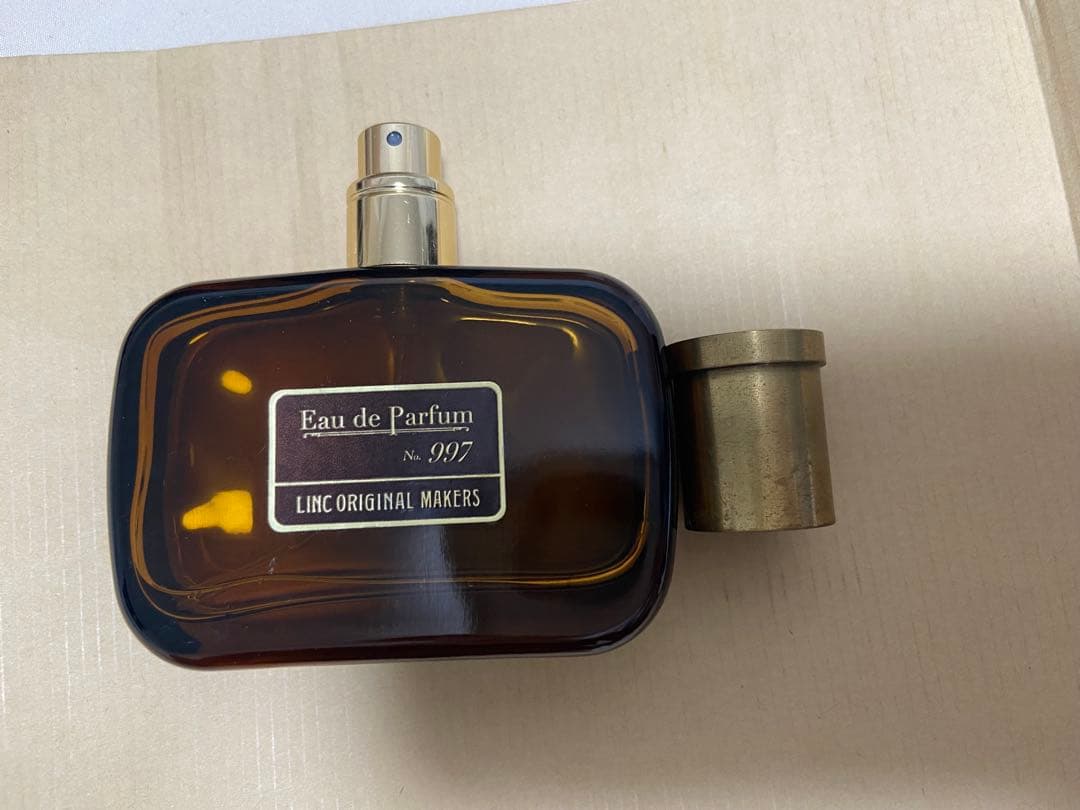 Eau de Parfum
No. 997
LINC ORIGINAL MAKERS